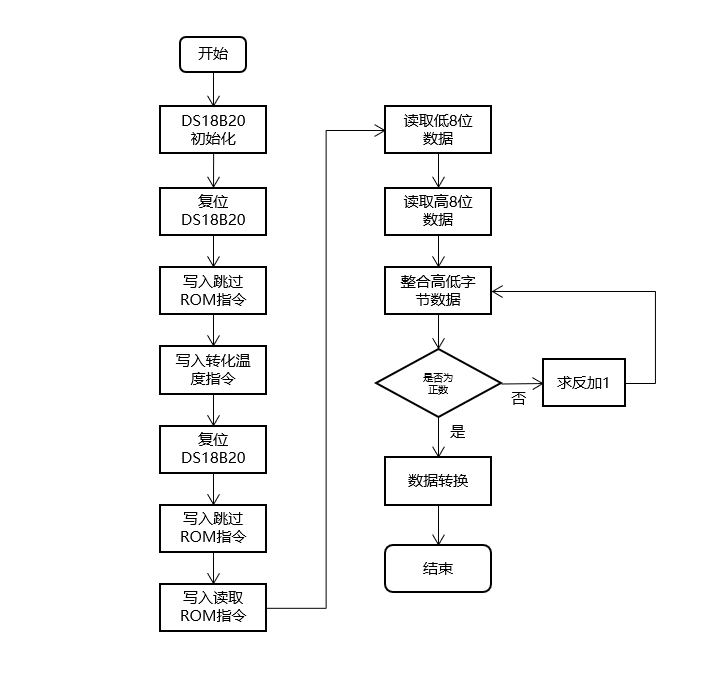 开始
DS18B20
初始化
复位
DS18B20
写入跳过
ROM指令
写入转化温
度指令
复位
DS18B20
写入跳过
ROM指令
写入读取
ROM指令
读取低8位
数据
读取高8位
数据
整合高低字
节数据
是否为
正数
否
求反加1
是
数据转换
结束